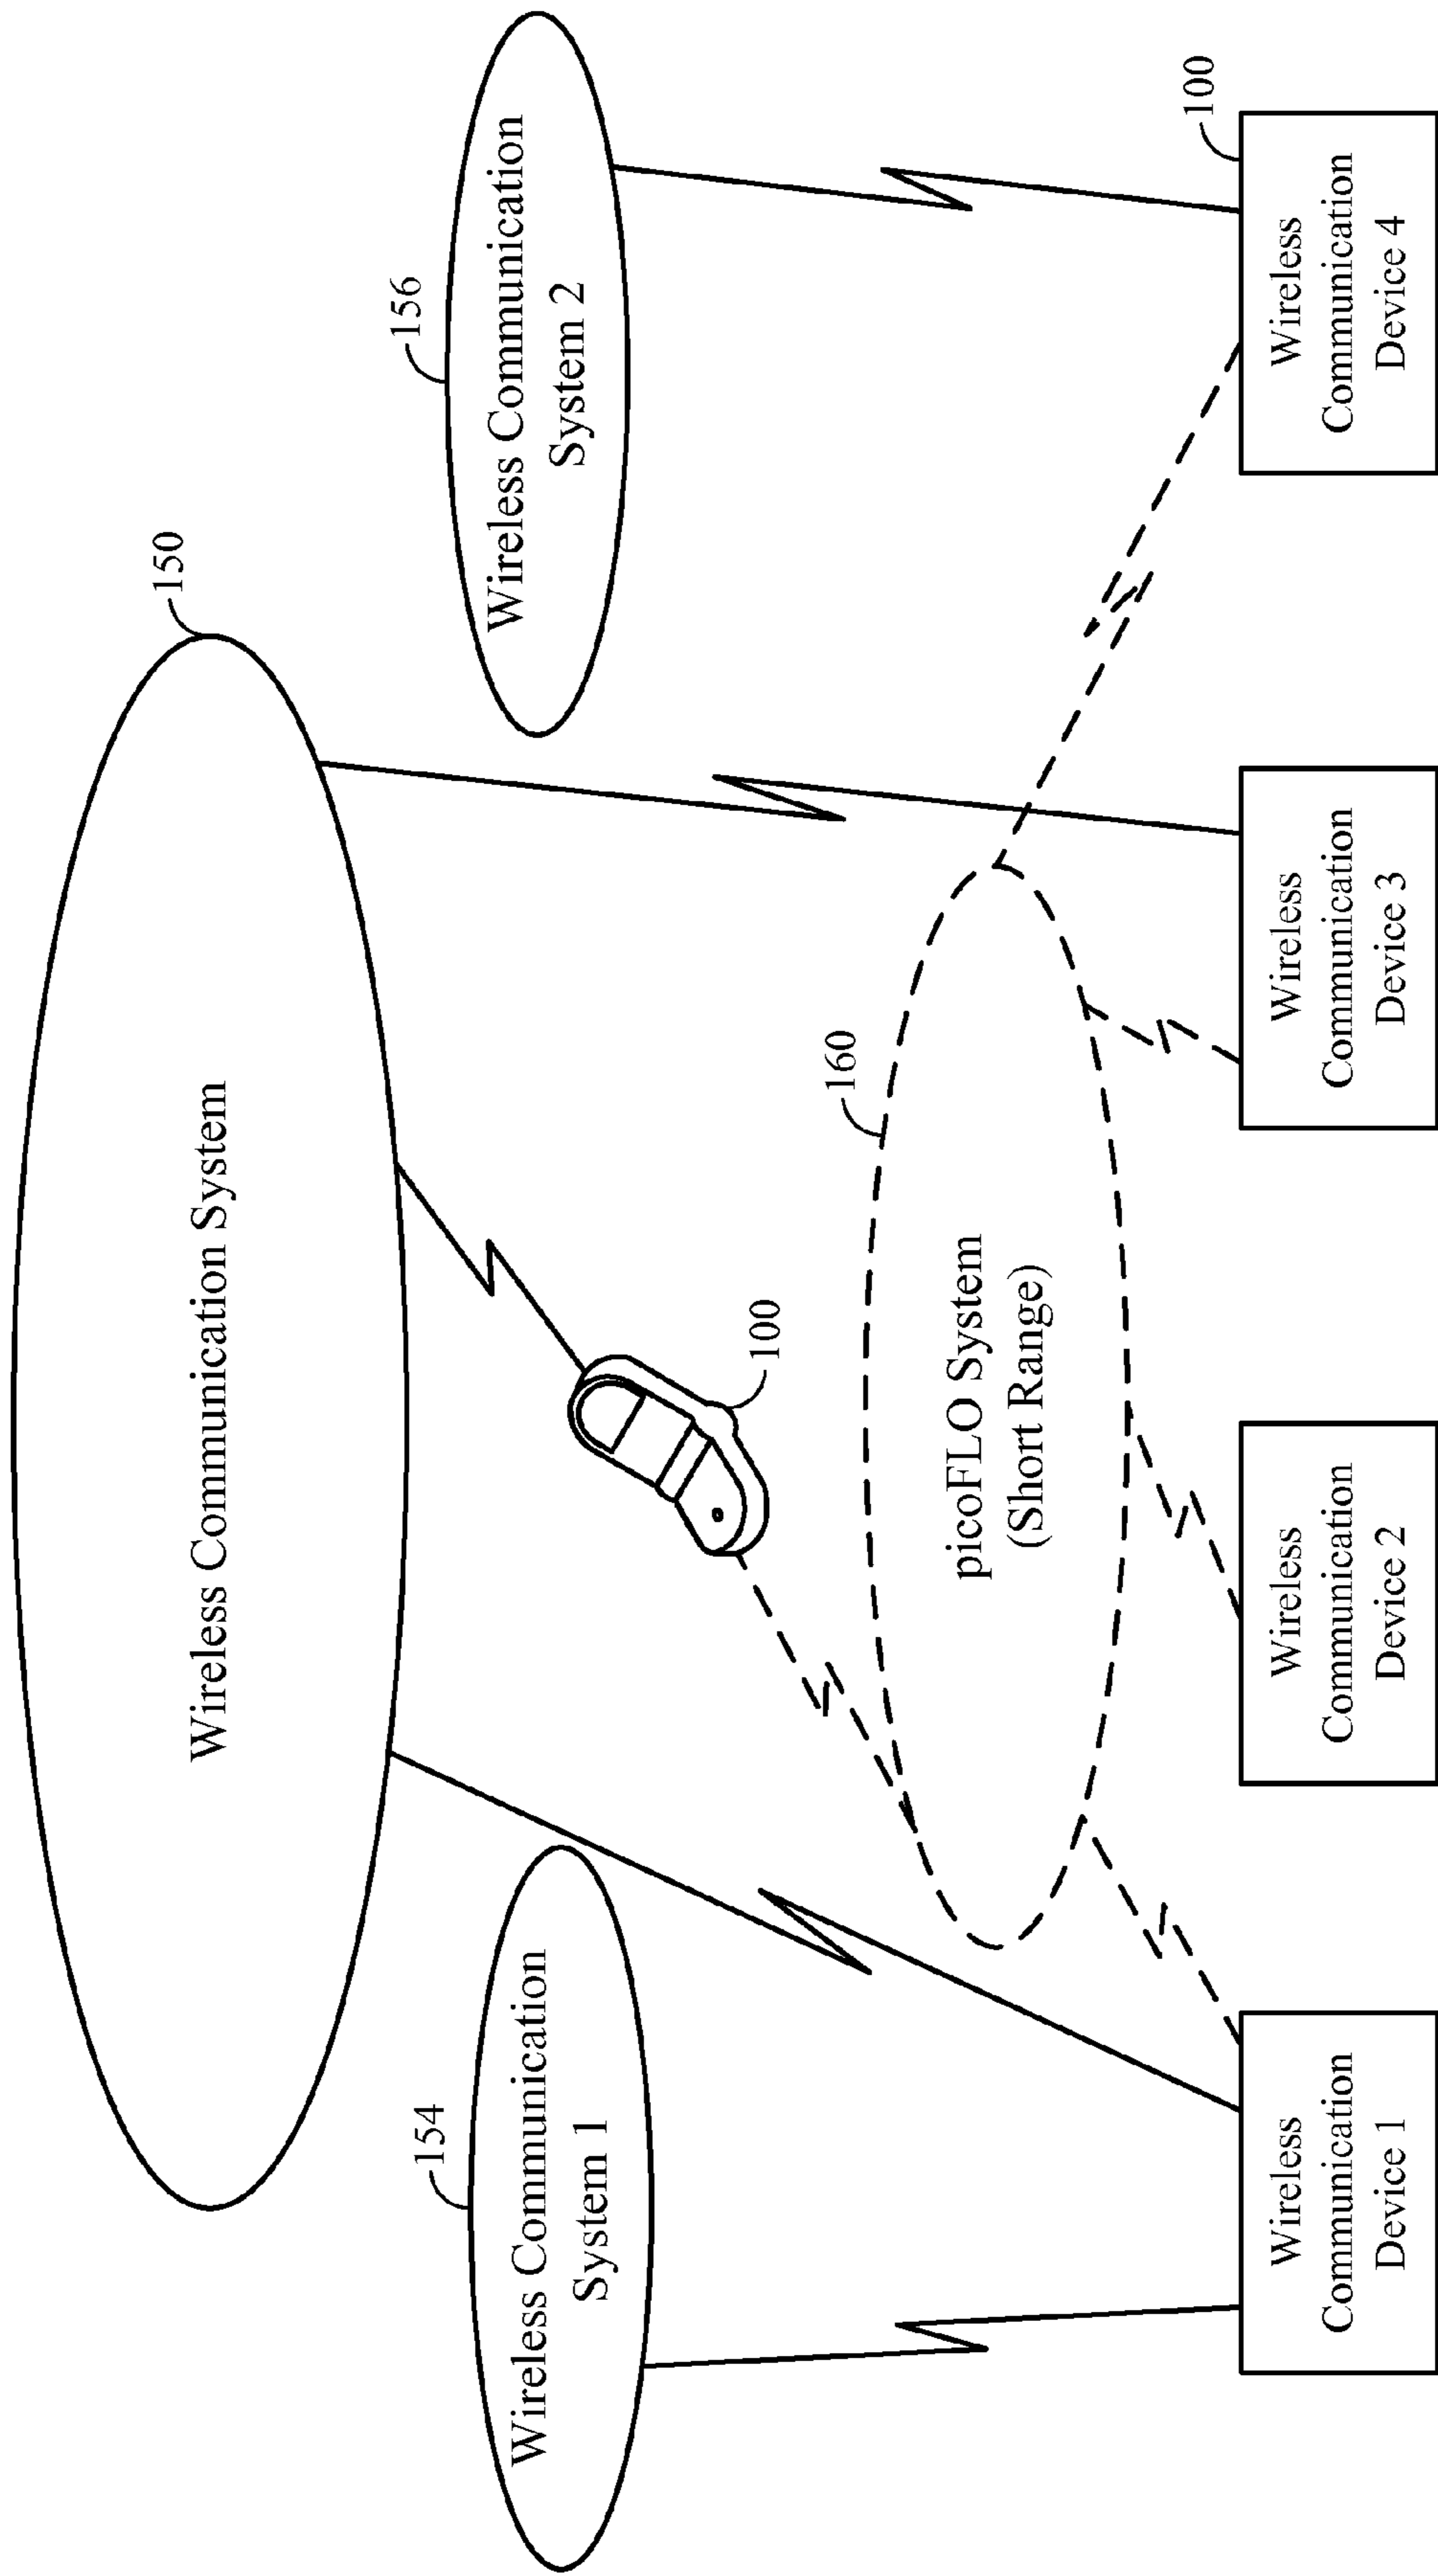 150
Wireless Communication System
154
156
Wireless Communication
System 1
Wireless Communication
System 2
100
160
picoFLO System
(Short Range)
100
Wireless
Communication
Device 1
Wireless
Communication
Device 2
Wireless
Communication
Device 3
Wireless
Communication
Device 4